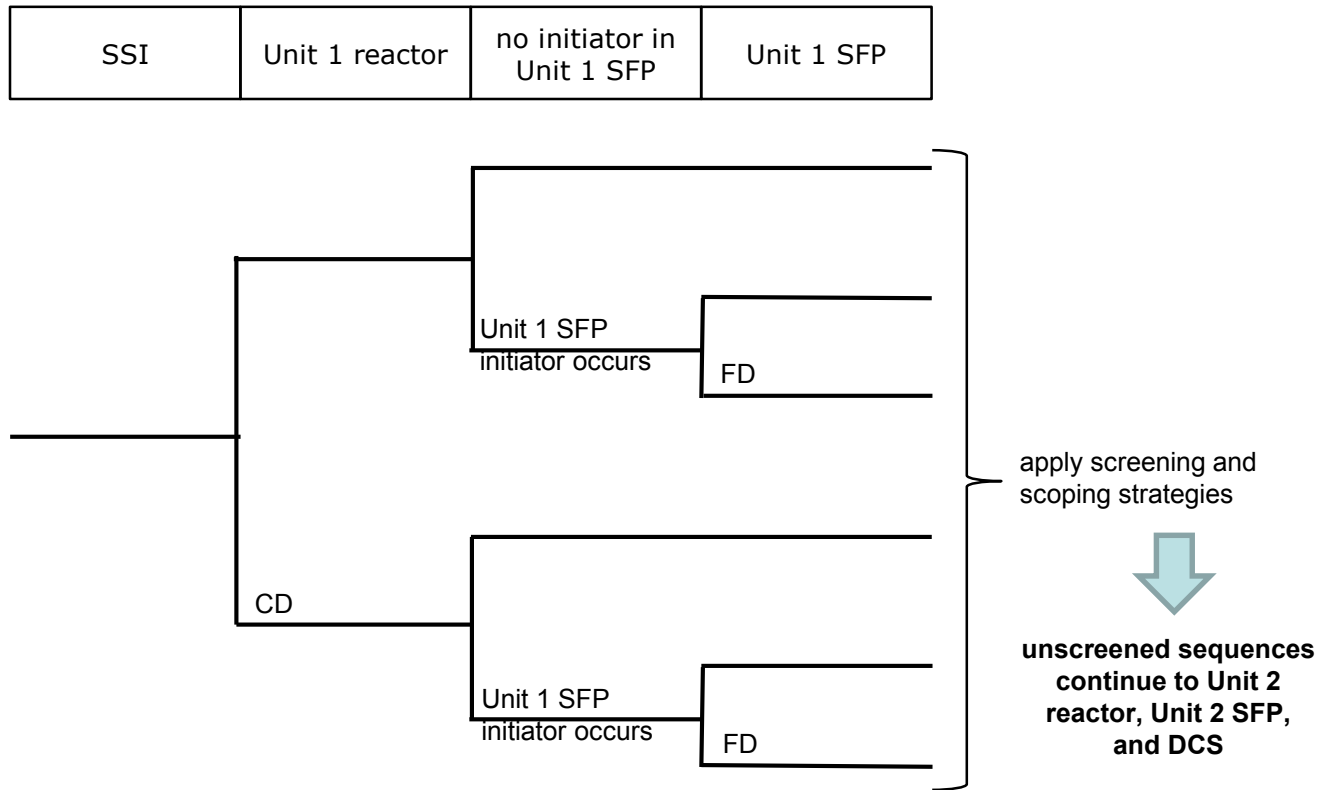 SSI
Unit 1 reactor
no initiator in
Unit 1 SFP
Unit 1 SFP
Unit 1 SFP
initiator occurs
FD
apply screening and
scoping strategies
CD
unscreened sequences
continue to Unit 2
reactor, Unit 2 SFP,
and DCS
Unit 1 SFP
initiator occurs
FD